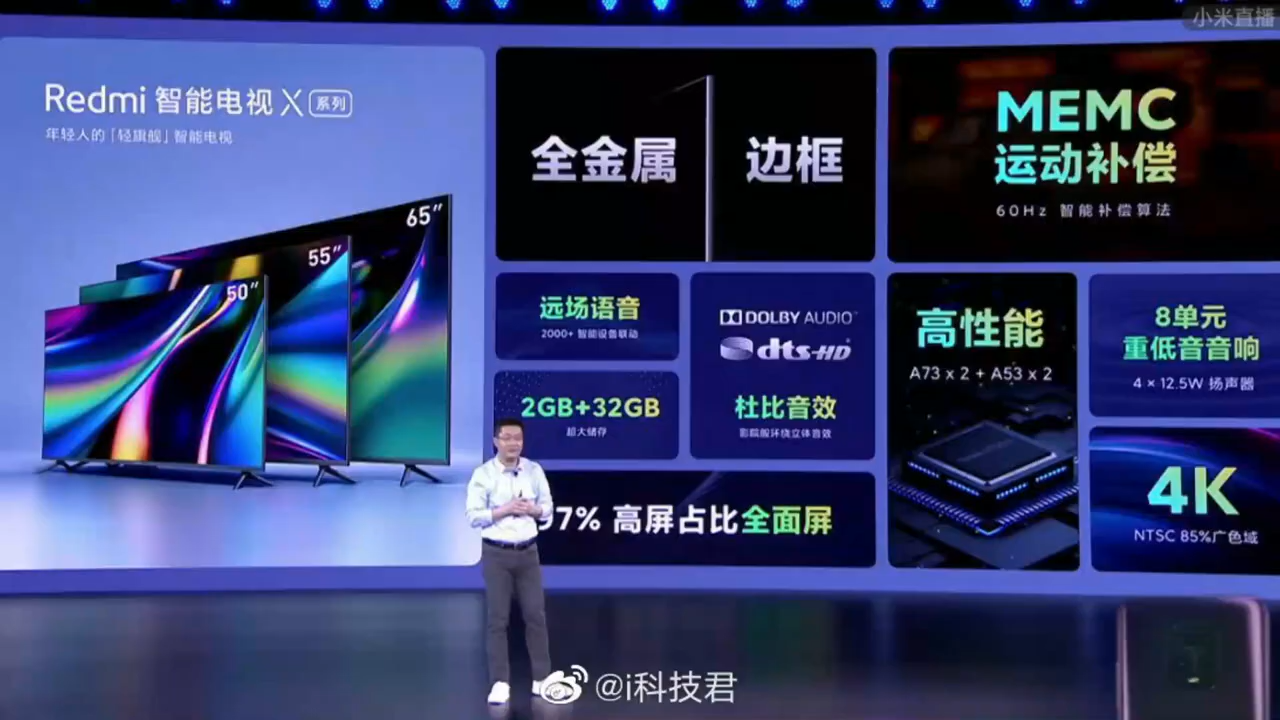 小米直播
Redmi 智能电视 X 系列
年轻人的「轻旗舰」智能电视
65″
55″
50″
全金属 边框
MEMC
运动补偿
60Hz 智能补偿算法
远场语音
2000+ 智能设备联动
2GB+32GB
超大储存
DOLBY AUDIO™
dts-HD®
杜比音效
影院般环绕立体音效
高性能
A73 x 2 + A53 x 2
8单元
重低音音响
4 × 12.5W 扬声器
97% 高屏占比全面屏
4K
NTSC 85%广色域
@i科技君